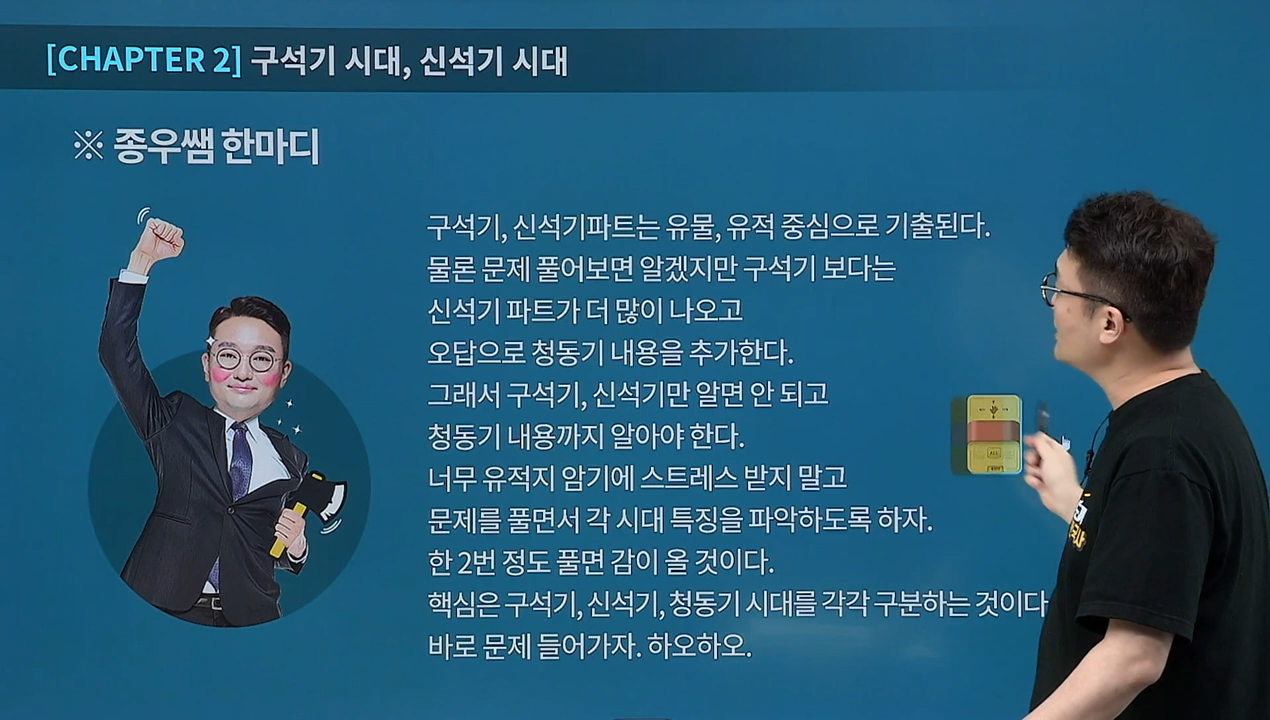 [CHAPTER 2] 구석기 시대, 신석기 시대
※ 종우쌤 한마디
구석기, 신석기파트는 유물, 유적 중심으로 기출된다.
물론 문제 풀어보면 알겠지만 구석기 보다는
신석기 파트가 더 많이 나오고
오답으로 청동기 내용을 추가한다.
그래서 구석기, 신석기만 알면 안 되고
청동기 내용까지 알아야 한다.
너무 유적지 암기에 스트레스 받지 말고
문제를 풀면서 각 시대 특징을 파악하도록 하자.
한 2번 정도 풀면 감이 올 것이다.
핵심은 구석기, 신석기, 청동기 시대를 각각 구분하는 것이다
바로 문제 들어가자. 하오하오.
ALL